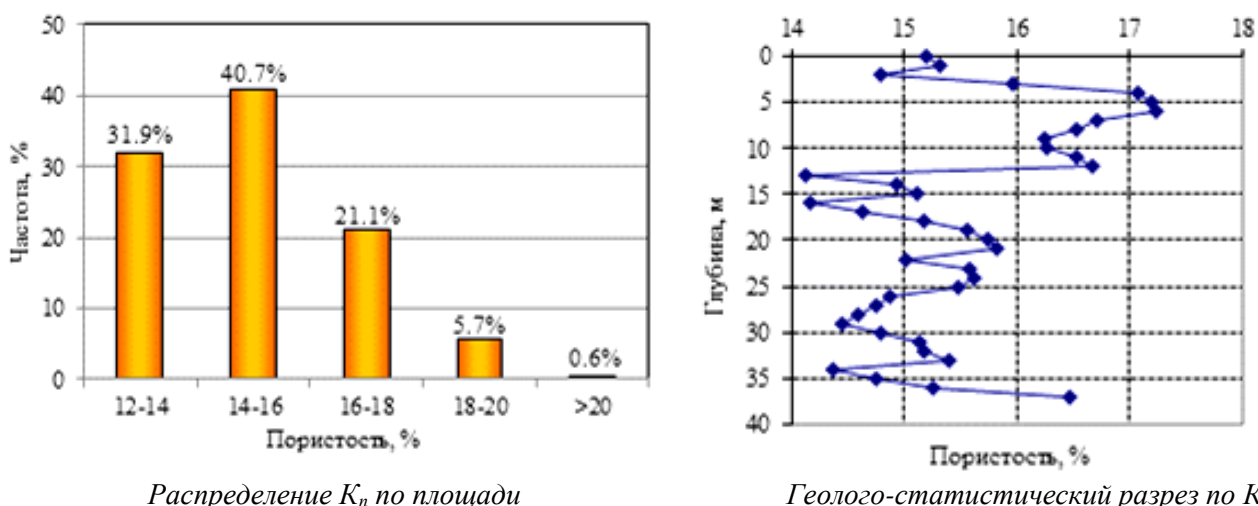 50
40
30
20
10
0
Частота, %
31.9%
40.7%
21.1%
5.7%
0.6%
12-14 14-16 16-18 18-20 >20
Пористость, %
Распределение Kп по площади
14 15 16 17 18
0
5
10
15
20
25
30
35
40
Глубина, м
Пористость, %
Геолого-статистический разрез по К